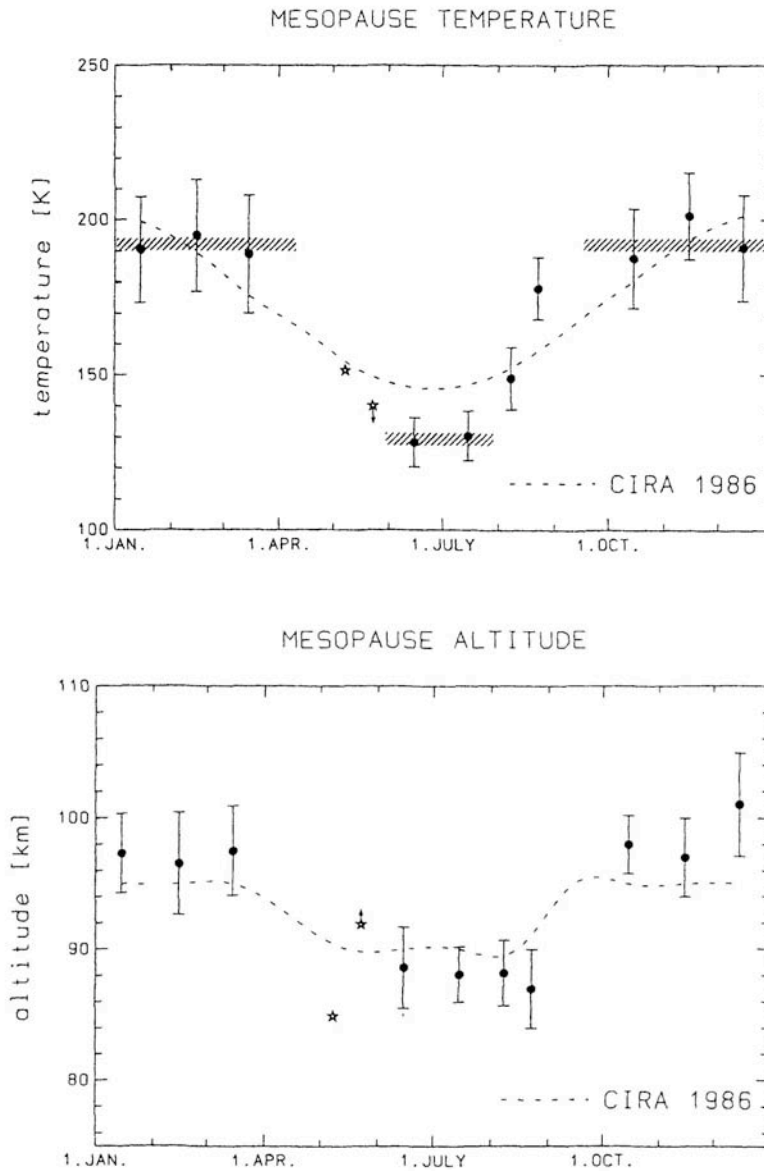 MESOPAUSE TEMPERATURE
250
200
150
100
temperature [K]
CIRA 1986
1.JAN. 1.APR. 1.JULY 1.OCT.
MESOPAUSE ALTITUDE
110
100
90
80
altitude [km]
CIRA 1986
1.JAN. 1.APR. 1.JULY 1.OCT.